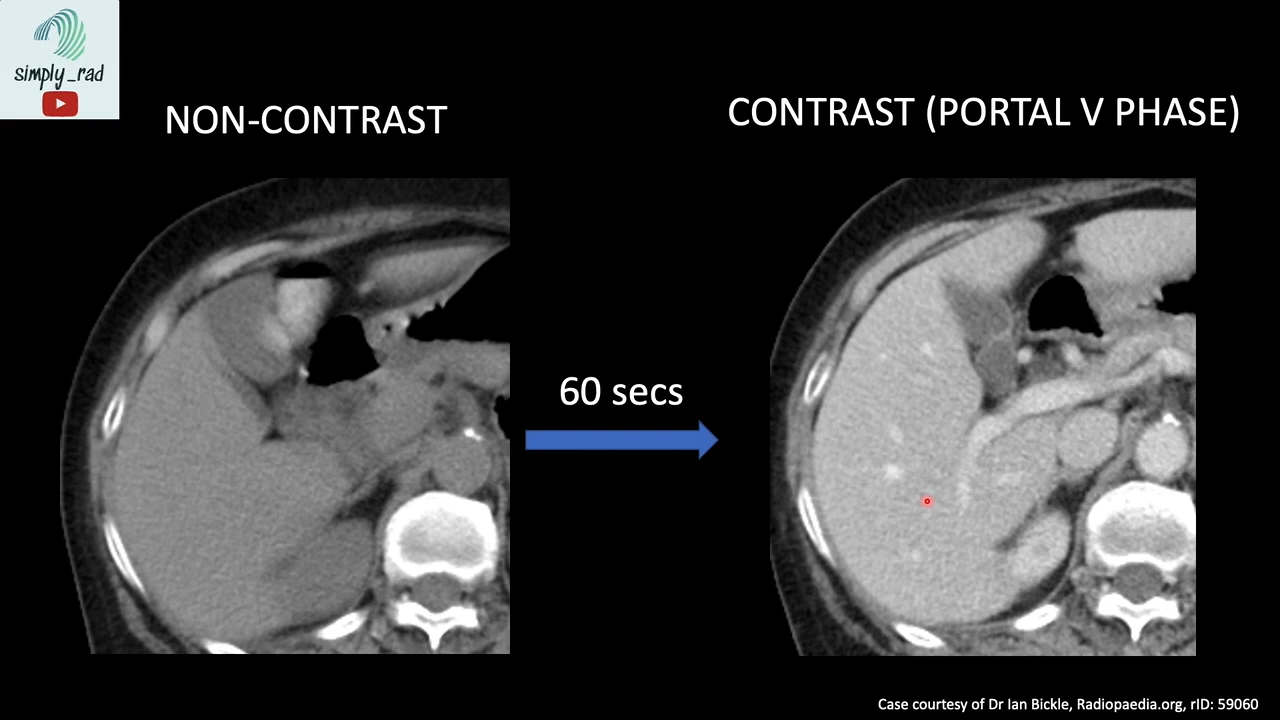 simply_rad
NON-CONTRAST
CONTRAST (PORTAL V PHASE)
60 secs
Case courtesy of Dr Ian Bickle, Radiopaedia.org, rID: 59060